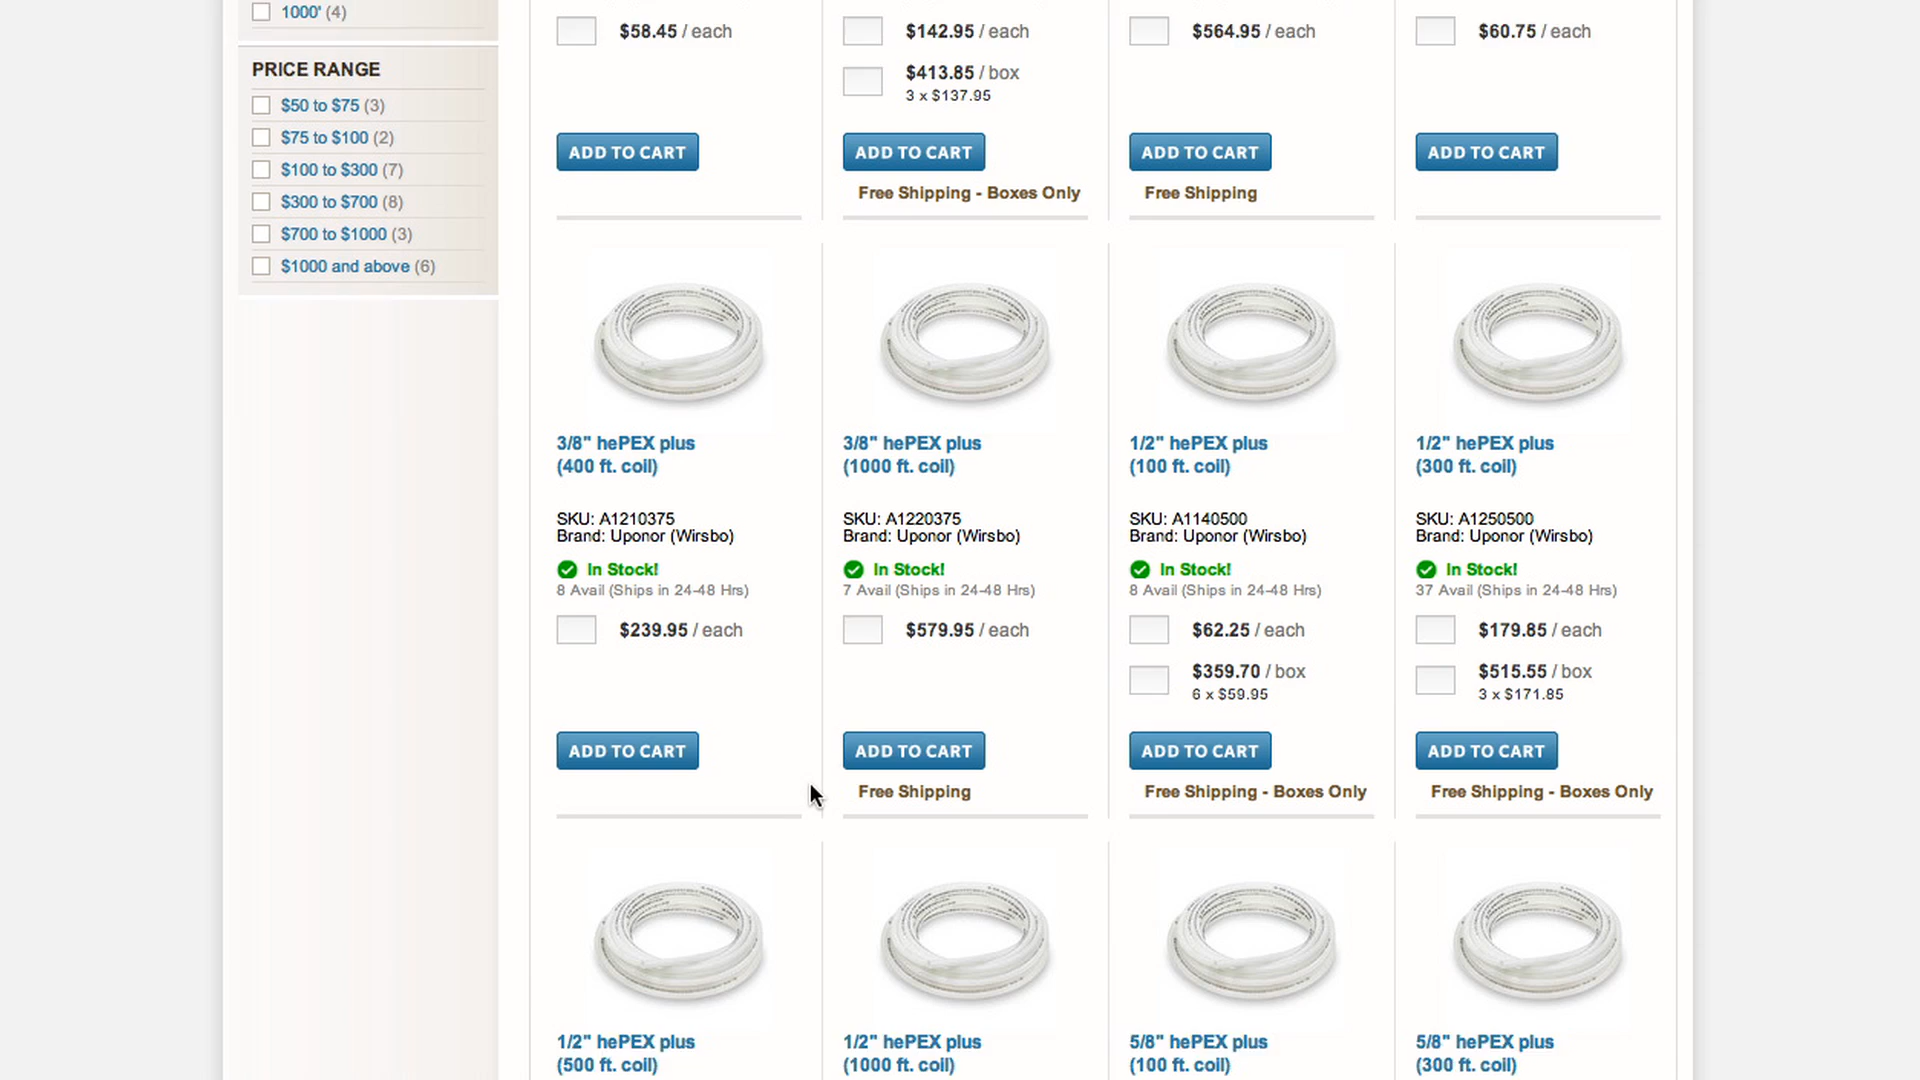 1000' (4)
PRICE RANGE
$50 to $75 (3)
$75 to $100 (2)
$100 to $300 (7)
$300 to $700 (8)
$700 to $1000 (3)
$1000 and above (6)
$58.45 / each
ADD TO CART
$142.95 / each
$413.85 / box
3 x $137.95
ADD TO CART
Free Shipping - Boxes Only
$564.95 / each
ADD TO CART
Free Shipping
$60.75 / each
ADD TO CART
3/8" hePEX plus
(400 ft. coil)
SKU: A1210375
Brand: Uponor (Wirsbo)
In Stock!
8 Avail (Ships in 24-48 Hrs)
$239.95 / each
ADD TO CART
3/8" hePEX plus
(1000 ft. coil)
SKU: A1220375
Brand: Uponor (Wirsbo)
In Stock!
7 Avail (Ships in 24-48 Hrs)
$579.95 / each
ADD TO CART
Free Shipping
1/2" hePEX plus
(100 ft. coil)
SKU: A1140500
Brand: Uponor (Wirsbo)
In Stock!
8 Avail (Ships in 24-48 Hrs)
$62.25 / each
$359.70 / box
6 x $59.95
ADD TO CART
Free Shipping - Boxes Only
1/2" hePEX plus
(300 ft. coil)
SKU: A1250500
Brand: Uponor (Wirsbo)
In Stock!
37 Avail (Ships in 24-48 Hrs)
$179.85 / each
$515.55 / box
3 x $171.85
ADD TO CART
Free Shipping - Boxes Only
1/2" hePEX plus
(500 ft. coil)
1/2" hePEX plus
(1000 ft. coil)
5/8" hePEX plus
(100 ft. coil)
5/8" hePEX plus
(300 ft. coil)